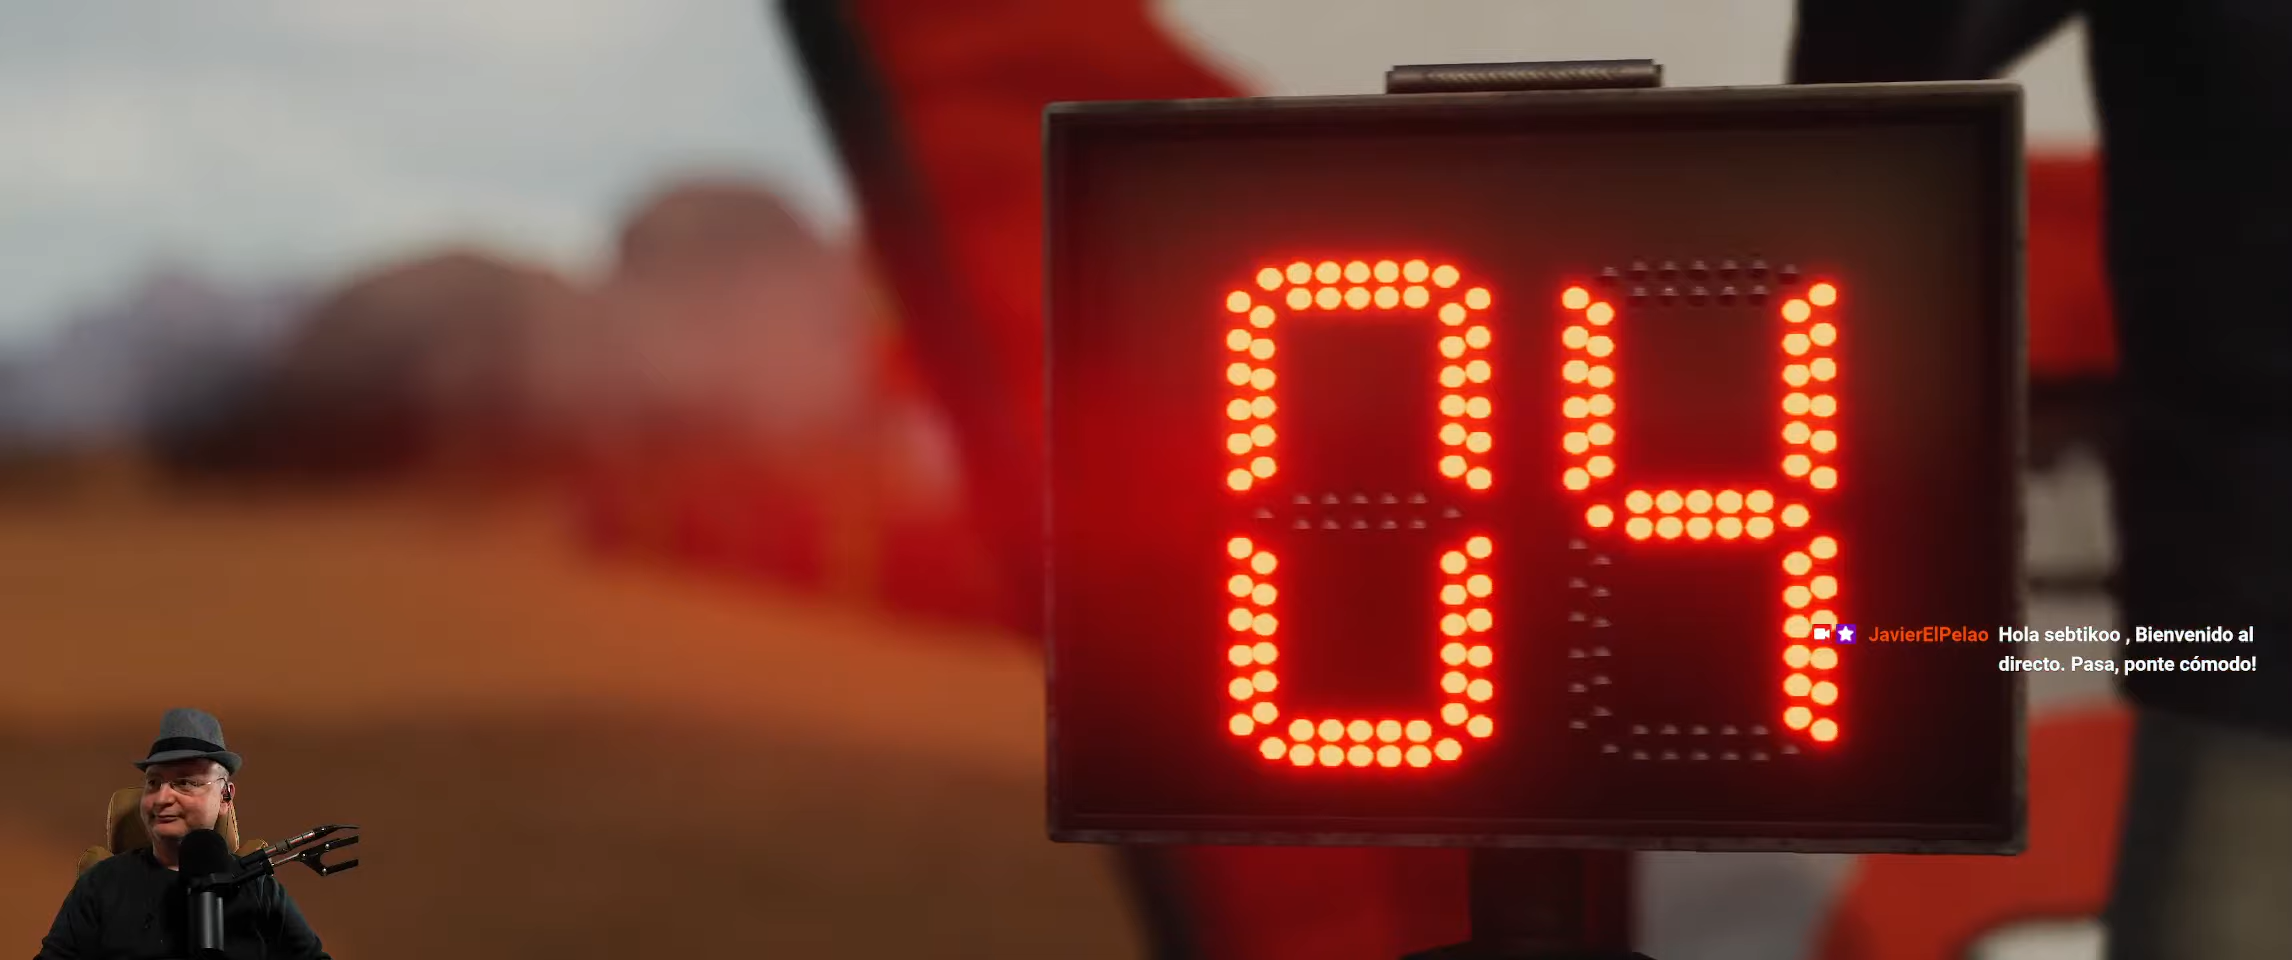 04
JavierElPelao Hola sebtikoo , Bienvenido al
directo. Pasa, ponte cómodo!